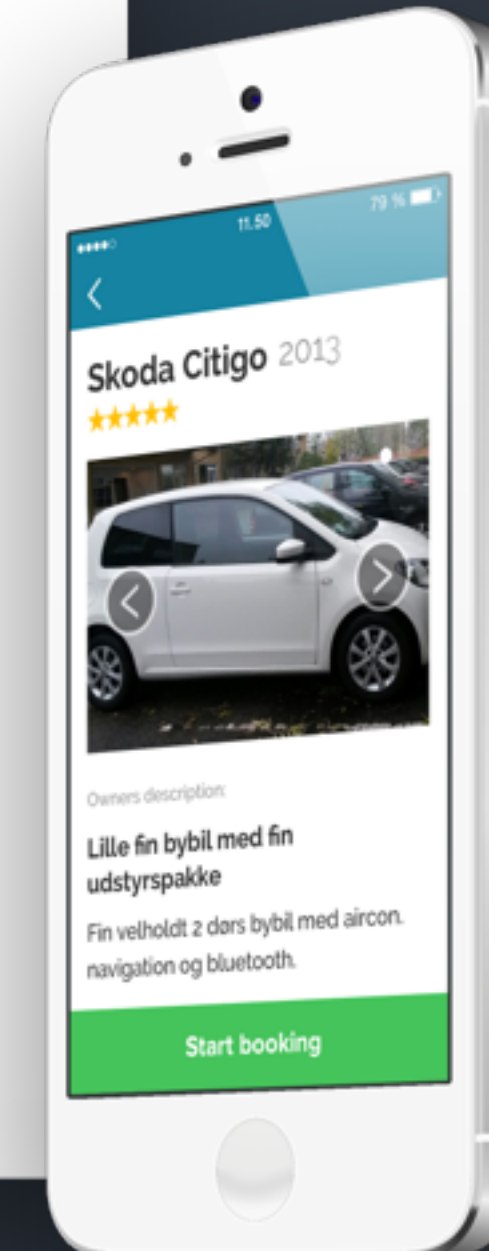 11.50
79 %
Skoda Citigo 2013
Owners description:
Lille fin bybil med fin
udstyrspakke
Fin velholdt 2 dørs bybil med aircon.
navigation og bluetooth.
Start booking